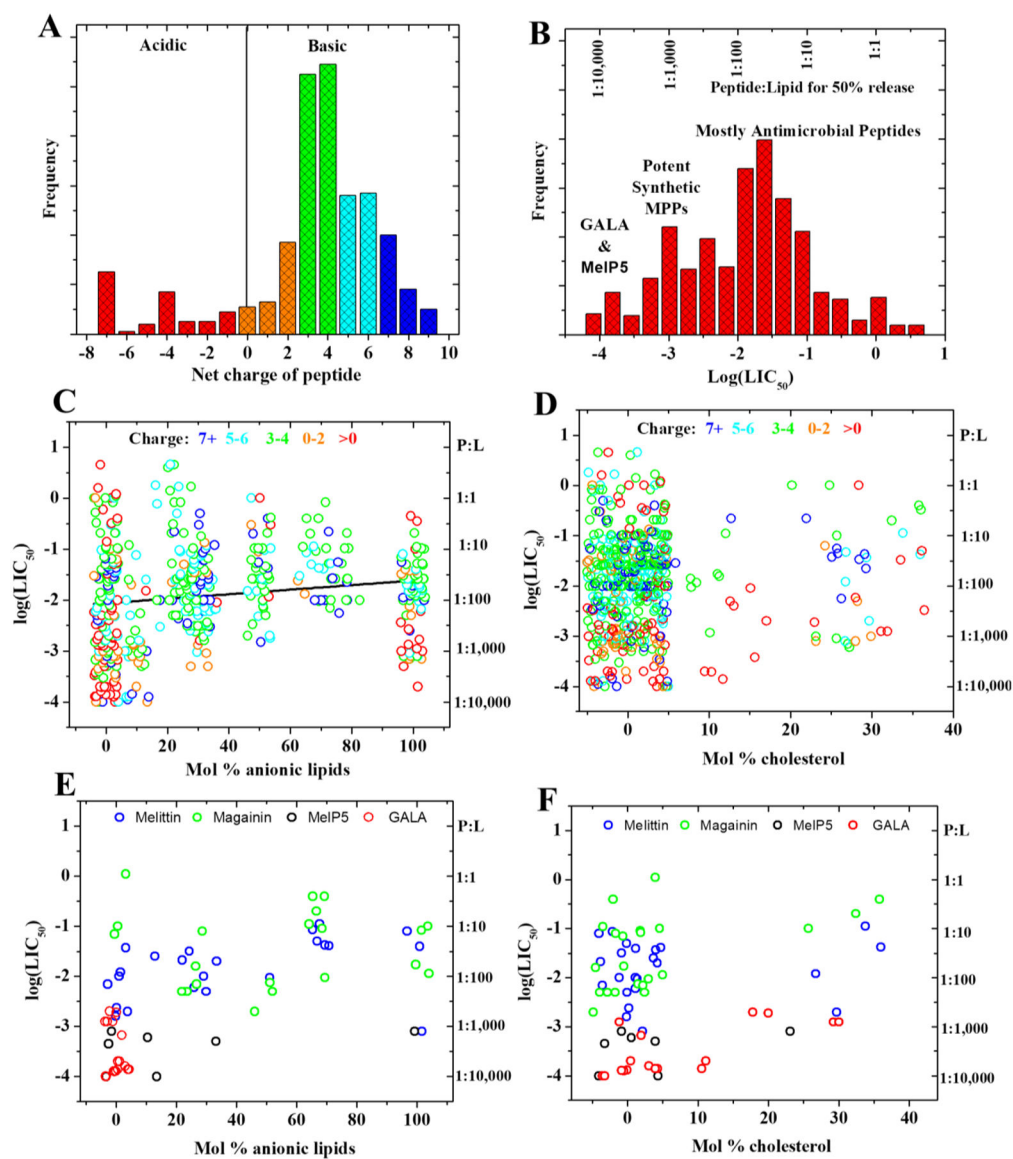 A
Acidic
Basic
Frequency
-8 -6 -4 -2 0 2 4 6 8 10
Net charge of peptide
B
1:10,000 1:1,000 1:100 1:10 1:1
Peptide:Lipid for 50% release
Mostly Antimicrobial Peptides
Potent
Synthetic
MPPs
GALA
&
MelP5
Frequency
-4 -3 -2 -1 0 1
Log(LIC50)
C
Charge: 7+ 5-6 3-4 0-2 >0
P:L
1
0
-1
-2
-3
-4
log(LIC50)
1:1
1:10
1:100
1:1,000
1:10,000
0 20 40 60 80 100
Mol % anionic lipids
D
Charge: 7+ 5-6 3-4 0-2 >0
P:L
1
0
-1
-2
-3
-4
log(LIC50)
1:1
1:10
1:100
1:1,000
1:10,000
0 10 20 30 40
Mol % cholesterol
E
Melittin Magainin MelP5 GALA
P:L
1
0
-1
-2
-3
-4
log(LIC50)
1:1
1:10
1:100
1:1,000
1:10,000
0 20 40 60 80 100
Mol % anionic lipids
F
Melittin Magainin MelP5 GALA
P:L
1
0
-1
-2
-3
-4
log(LIC50)
1:1
1:10
1:100
1:1,000
1:10,000
0 10 20 30 40
Mol % cholesterol